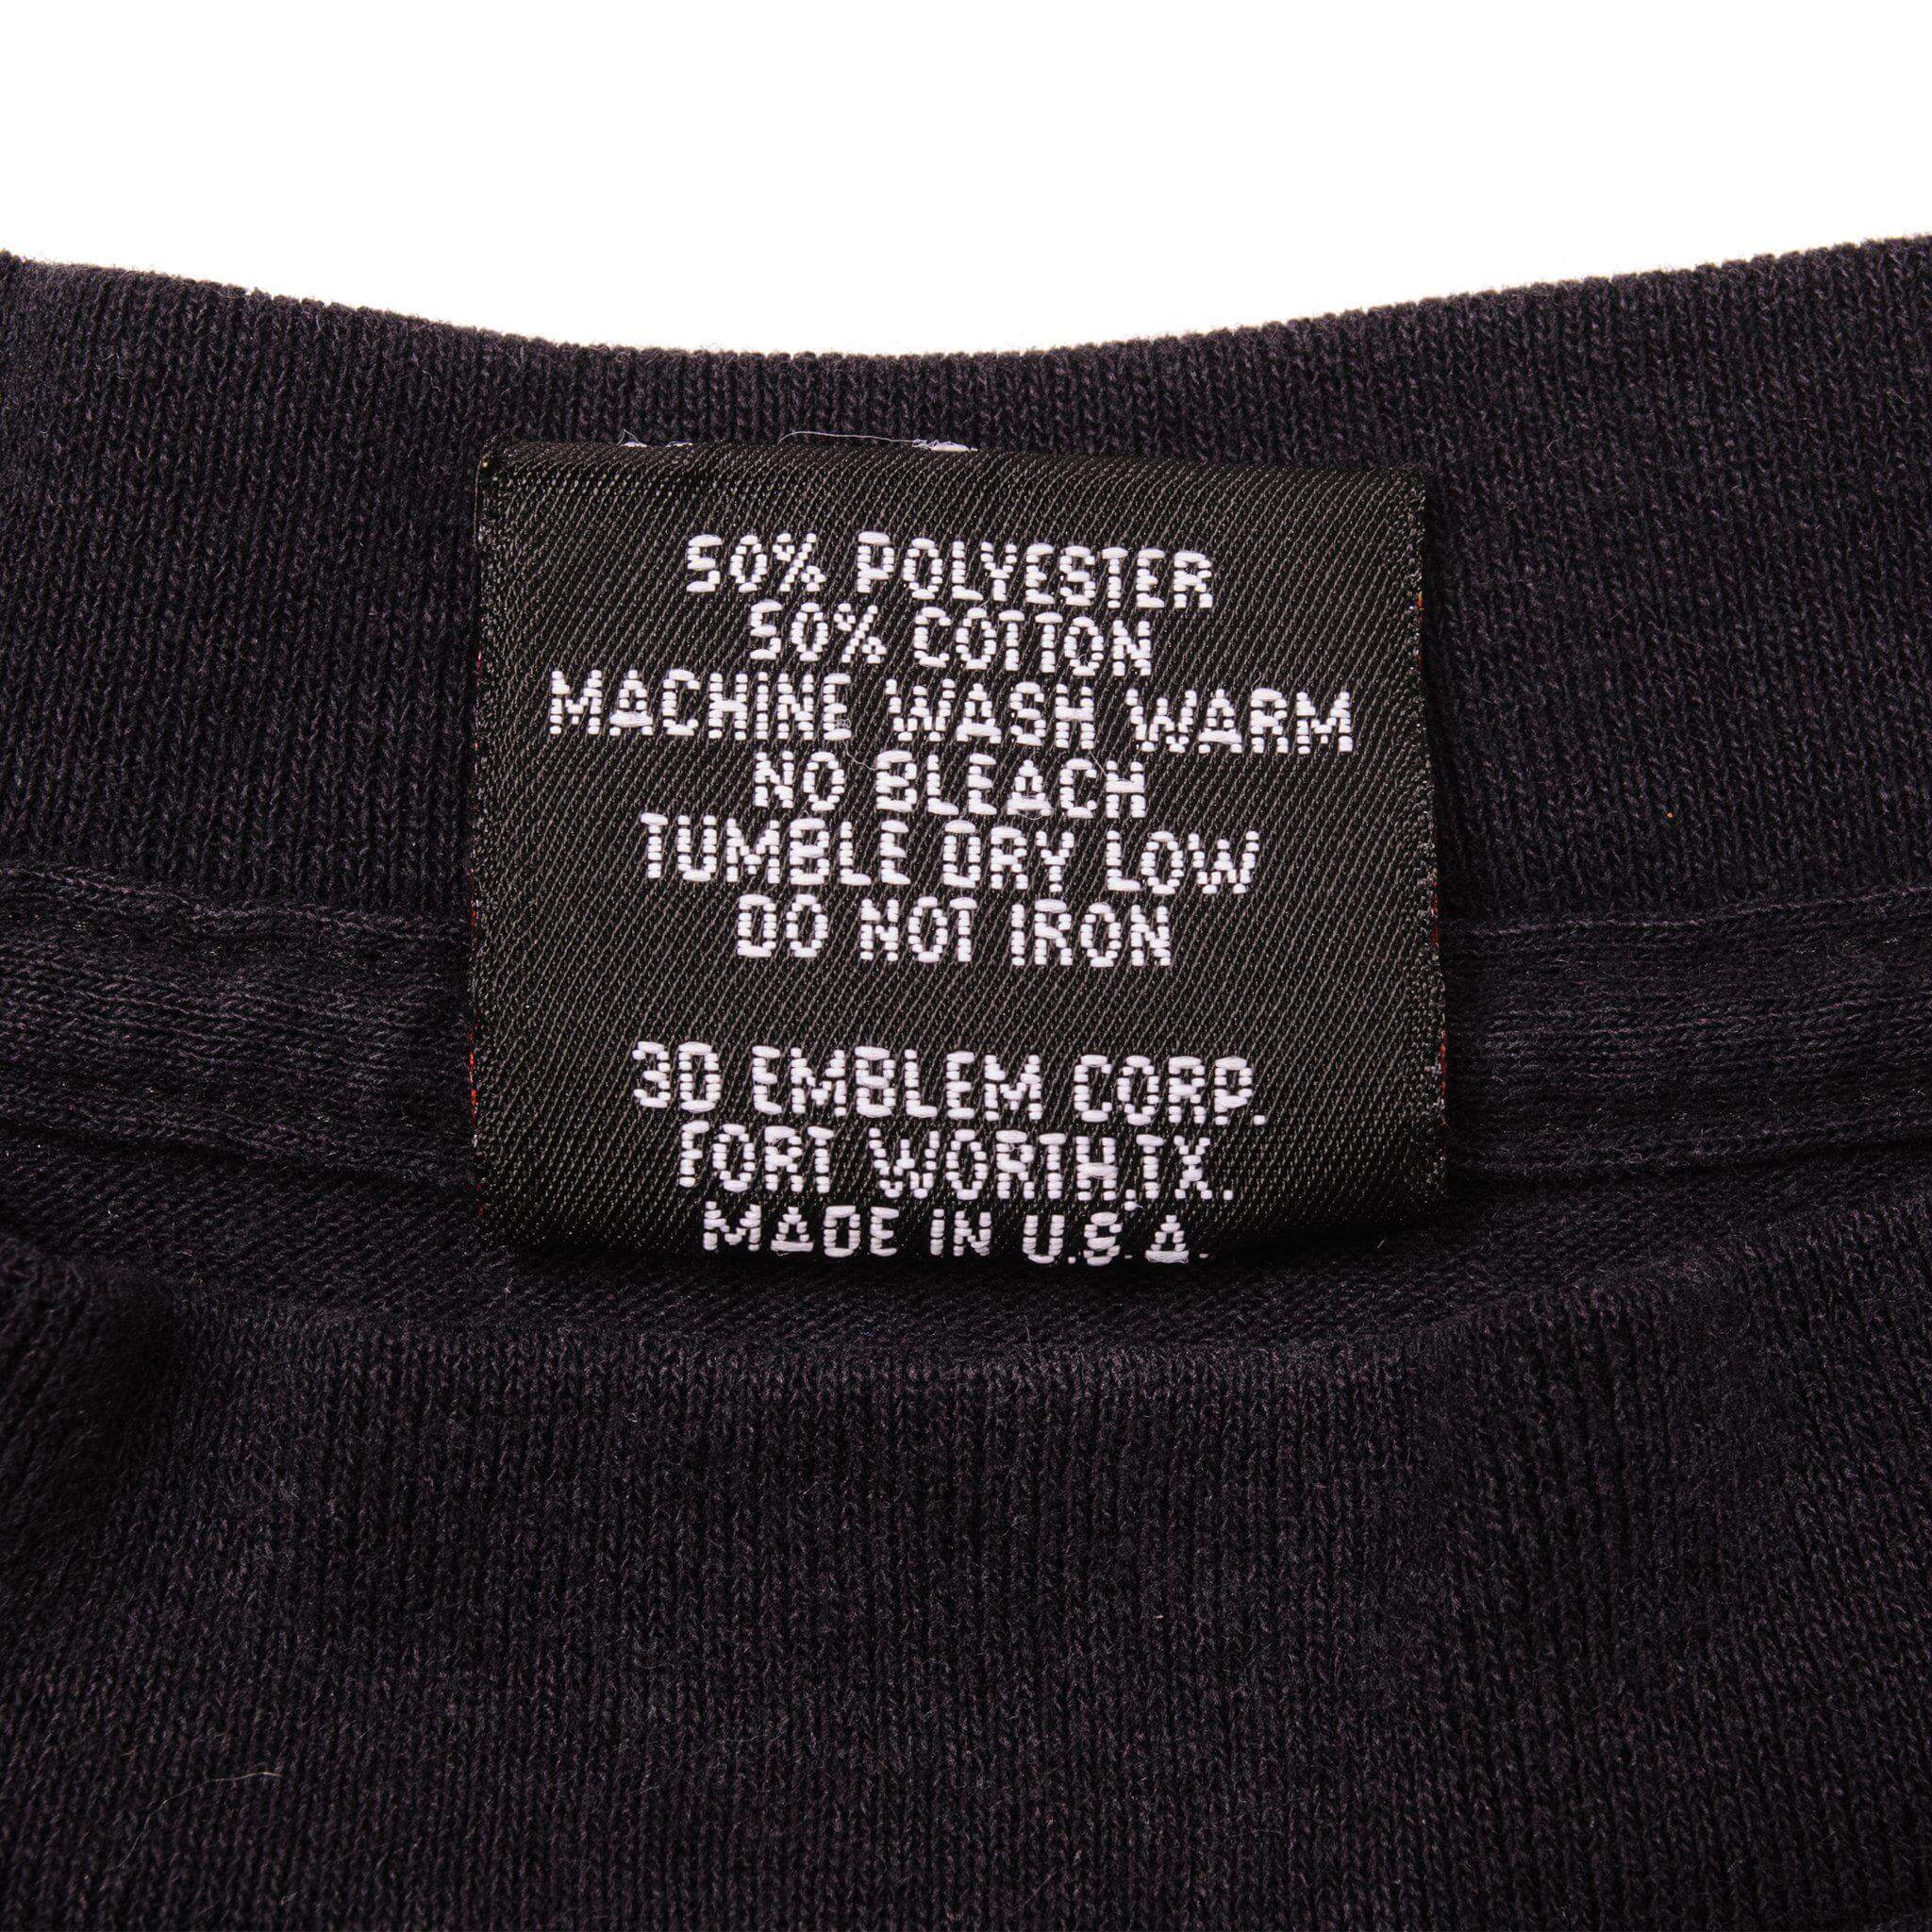 50% POLYESTER
50% COTTON
MACHINE WASH WARM
NO BLEACH
TUMBLE DRY LOW
DO NOT IRON
3D EMBLEM CORP.
FORT WORTH,TX.
MADE IN U.S.A.